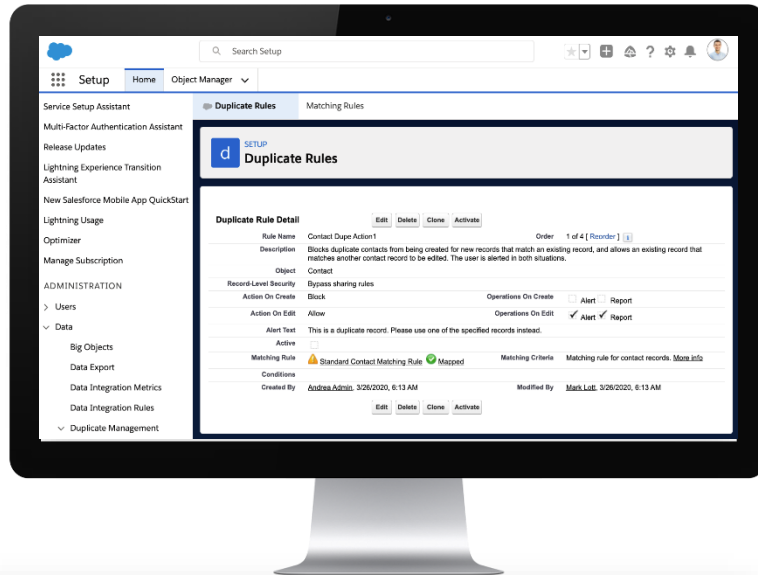 Search Setup
Setup Home Object Manager
Service Setup Assistant
Multi-Factor Authentication Assistant
Release Updates
Lightning Experience Transition
Assistant
New Salesforce Mobile App QuickStart
Lightning Usage
Optimizer
Manage Subscription
ADMINISTRATION
Users
Data
Big Objects
Data Export
Data Integration Metrics
Data Integration Rules
Duplicate Management
Duplicate Rules Matching Rules
d
SETUP
Duplicate Rules
Duplicate Rule Detail Edit Delete Clone Activate
Rule Name Contact Dupe Action1 Order 1 of 4 [ Reorder ] i
Description Blocks duplicate contacts from being created for new records that match an existing record, and allows an existing record that
matches another contact record to be edited. The user is alerted in both situations.
Object Contact
Record-Level Security Bypass sharing rules
Action On Create Block Operations On Create Alert Report
Action On Edit Allow Operations On Edit Alert Report
Alert Text This is a duplicate record. Please use one of the specified records instead.
Active
Matching Rule Standard Contact Matching Rule Mapped Matching Criteria Matching rule for contact records. More info
Conditions
Created By Andrea Admin, 3/26/2020, 6:13 AM Modified By Mark Lott, 3/26/2020, 6:13 AM
Edit Delete Clone Activate